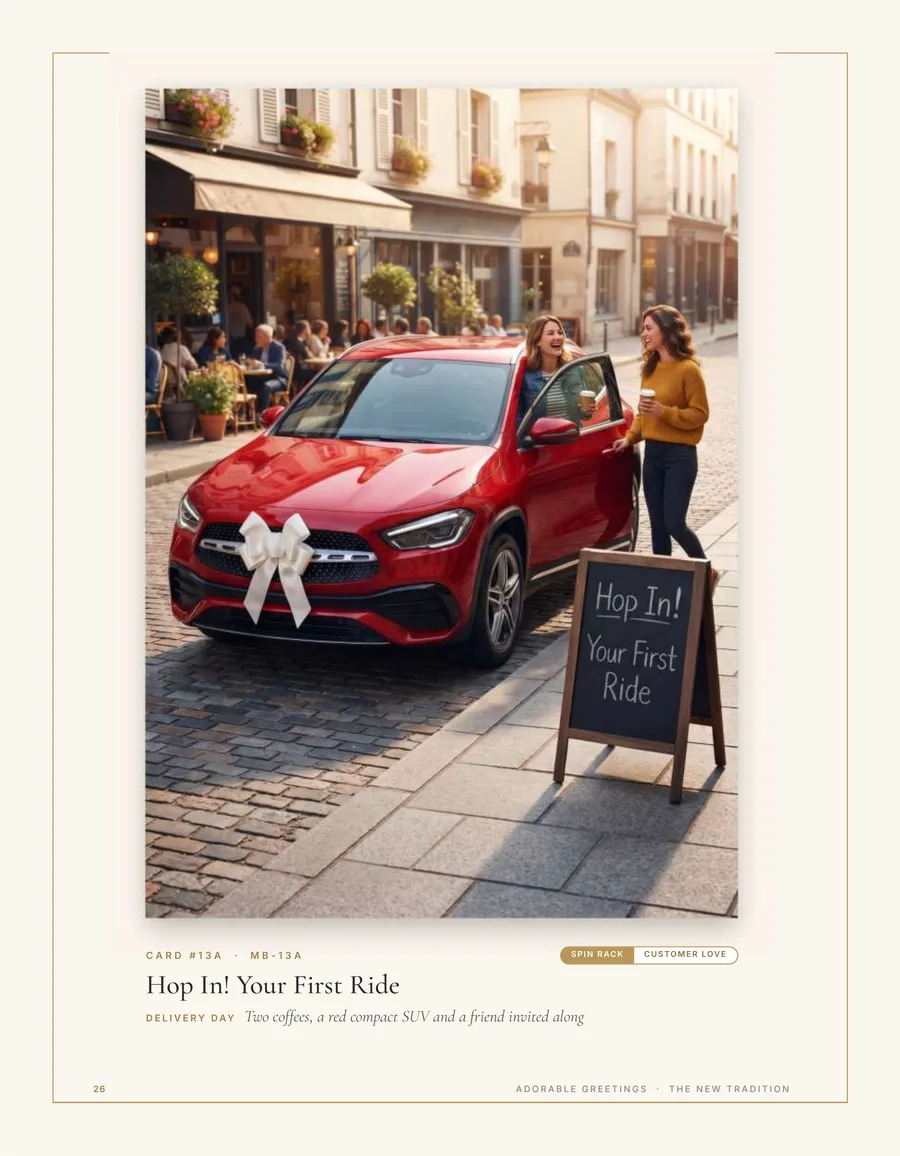 Hop In!
Your First
Ride
CARD #13A · MB-13A
SPIN RACK CUSTOMER LOVE
Hop In! Your First Ride
DELIVERY DAY Two coffees, a red compact SUV and a friend invited along
26
ADORABLE GREETINGS · THE NEW TRADITION